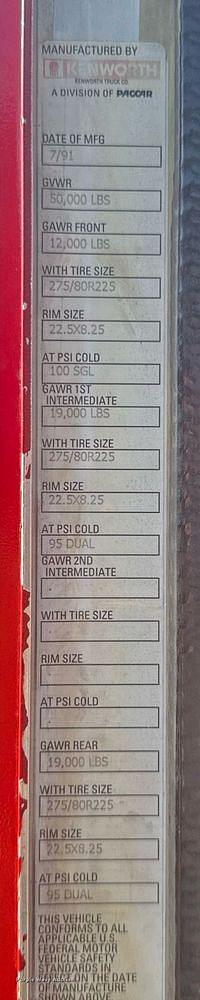 MANUFACTURED BY
KENWORTH
KENWORTH TRUCK CO.
A DIVISION OF PACCAR
DATE OF MFG
7/91
GVWR
50,000 LBS
GAWR FRONT
12,000 LBS
WITH TIRE SIZE
275/80R225
RIM SIZE
22.5X8.25
AT PSI COLD
100 SGL
GAWR 1ST
INTERMEDIATE
19,000 LBS
WITH TIRE SIZE
275/80R225
RIM SIZE
22.5X8.25
AT PSI COLD
95 DUAL
GAWR 2ND
INTERMEDIATE
WITH TIRE SIZE
RIM SIZE
AT PSI COLD
GAWR REAR
19,000 LBS
WITH TIRE SIZE
275/80R225
RIM SIZE
22.5X8.25
AT PSI COLD
95 DUAL
THIS VEHICLE
CONFORMS TO ALL
APPLICABLE U.S.
FEDERAL MOTOR
VEHICLE SAFETY
STANDARDS IN
ON THE DATE
OF MANUFACTURE
SHOWN ABOVE